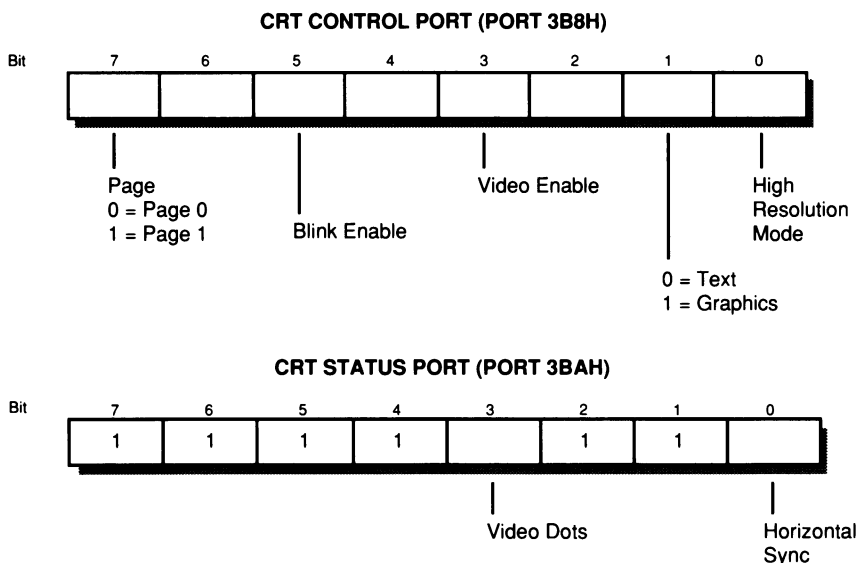 CRT CONTROL PORT (PORT 3B8H)
Bit 7 6 5 4 3 2 1 0
Page
0 = Page 0
1 = Page 1
Blink Enable
Video Enable
0 = Text
1 = Graphics
High
Resolution
Mode
CRT STATUS PORT (PORT 3BAH)
Bit 7 6 5 4 3 2 1 0
1 1 1 1 1 1
Video Dots
Horizontal
Sync